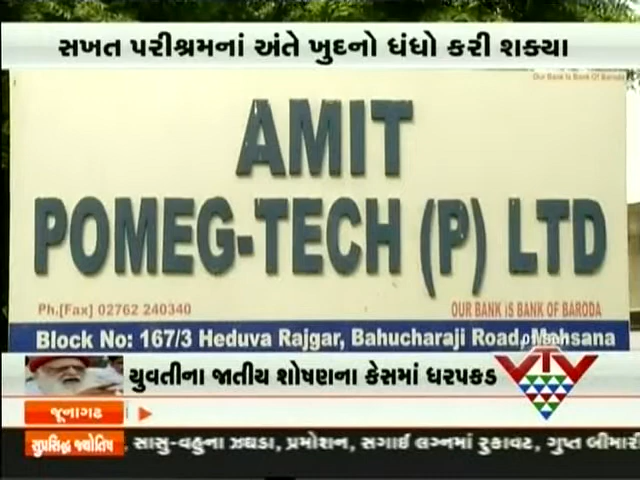 સખત પરીશ્રમનાં અંતે ખુદનો ધંધો કરી શક્યા
Our Bank is Bank Of Baroda
AMIT
POMEG-TECH (P) LTD
Ph.[Fax] 02762 240340
OUR BANK iS BANK OF BARODA
Block No: 167/3 Heduva Rajgar, Bahucharaji Road, Mehsana
યુવતીના જાતીય શોષણના કેસમાં ધરપકડ
VTV
જૂનાગઢ
સુપ્રસિદ્ધ જ્યોતિષ
. સાસુ-વહુના ઝઘડા, પ્રમોશન, સગાઈ લગ્નમાં રુકાવટ, ગુપ્ત બીમારી